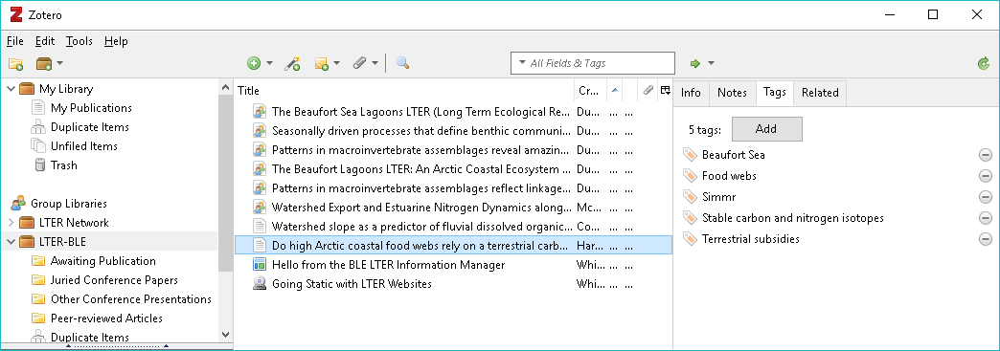 Zotero
File Edit Tools Help
All Fields & Tags
My Library
My Publications
Duplicate Items
Unfiled Items
Trash
Group Libraries
LTER Network
LTER-BLE
Awaiting Publication
Juried Conference Papers
Other Conference Presentations
Peer-reviewed Articles
Duplicate Items
Title Cr...
The Beaufort Sea Lagoons LTER (Long Term Ecological Re... Du... ... ...
Seasonally driven processes that define benthic communi... Du... ... ...
Patterns in macroinvertebrate assemblages reveal amazin... Du... ... ...
The Beaufort Lagoons LTER: An Arctic Coastal Ecosystem ... Du... ... ...
Patterns in macroinvertebrate assemblages reflect linkage... Du... ... ...
Watershed Export and Estuarine Nitrogen Dynamics along... Mc... ... ...
Watershed slope as a predictor of fluvial dissolved organic... Co... ... ...
Do high Arctic coastal food webs rely on a terrestrial carb... Har... ... ...
Hello from the BLE LTER Information Manager Whi... ... ...
Going Static with LTER Websites Whi... ... ...
Info Notes Tags Related
5 tags: Add
Beaufort Sea
Food webs
Simmr
Stable carbon and nitrogen isotopes
Terrestrial subsidies